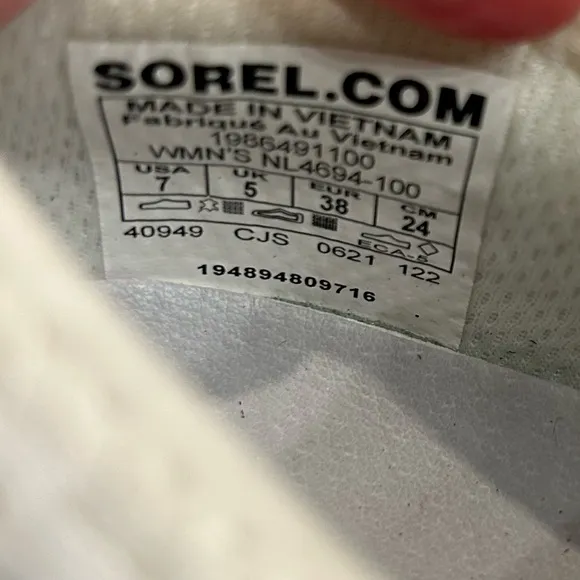 SOREL.COM
MADE IN VIETNAM
Fabriqué Au Vietnam
1986491100
WMN'S NL4694-100
USA UK EUR CM
7 5 38 24
ECA-5
40949 CJS 0621 122
194894809716